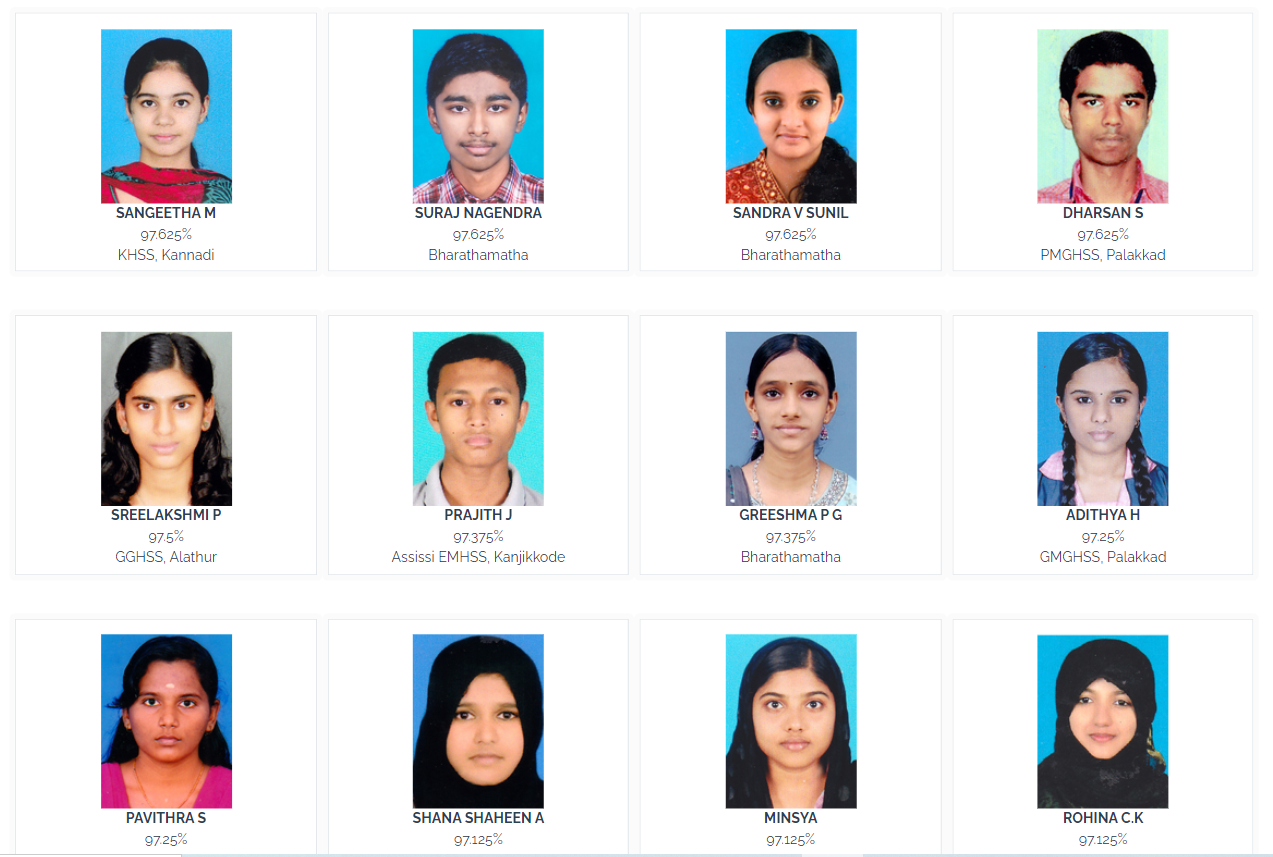 SANGEETHA M
97.625%
KHSS, Kannadi
SURAJ NAGENDRA
97.625%
Bharathamatha
SANDRA V SUNIL
97.625%
Bharathamatha
DHARSAN S
97.625%
PMGHSS, Palakkad
SREELAKSHMI P
97.5%
GGHSS, Alathur
PRAJITH J
97.375%
Assissi EMHSS, Kanjikkode
GREESHMA P G
97.375%
Bharathamatha
ADITHYA H
97.25%
GMGHSS, Palakkad
PAVITHRA S
97.25%
SHANA SHAHEEN A
97.125%
MINSYA
97.125%
ROHINA C.K
97.125%